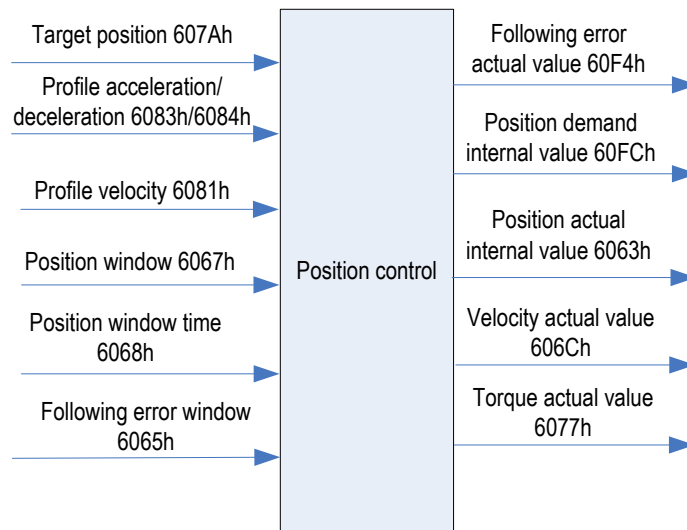 Target position 607Ah
Profile acceleration/
deceleration 6083h/6084h
Profile velocity 6081h
Position window 6067h
Position window time
6068h
Following error window
6065h
Position control
Following error
actual value 60F4h
Position demand
internal value 60FCh
Position actual
internal value 6063h
Velocity actual value
606Ch
Torque actual value
6077h